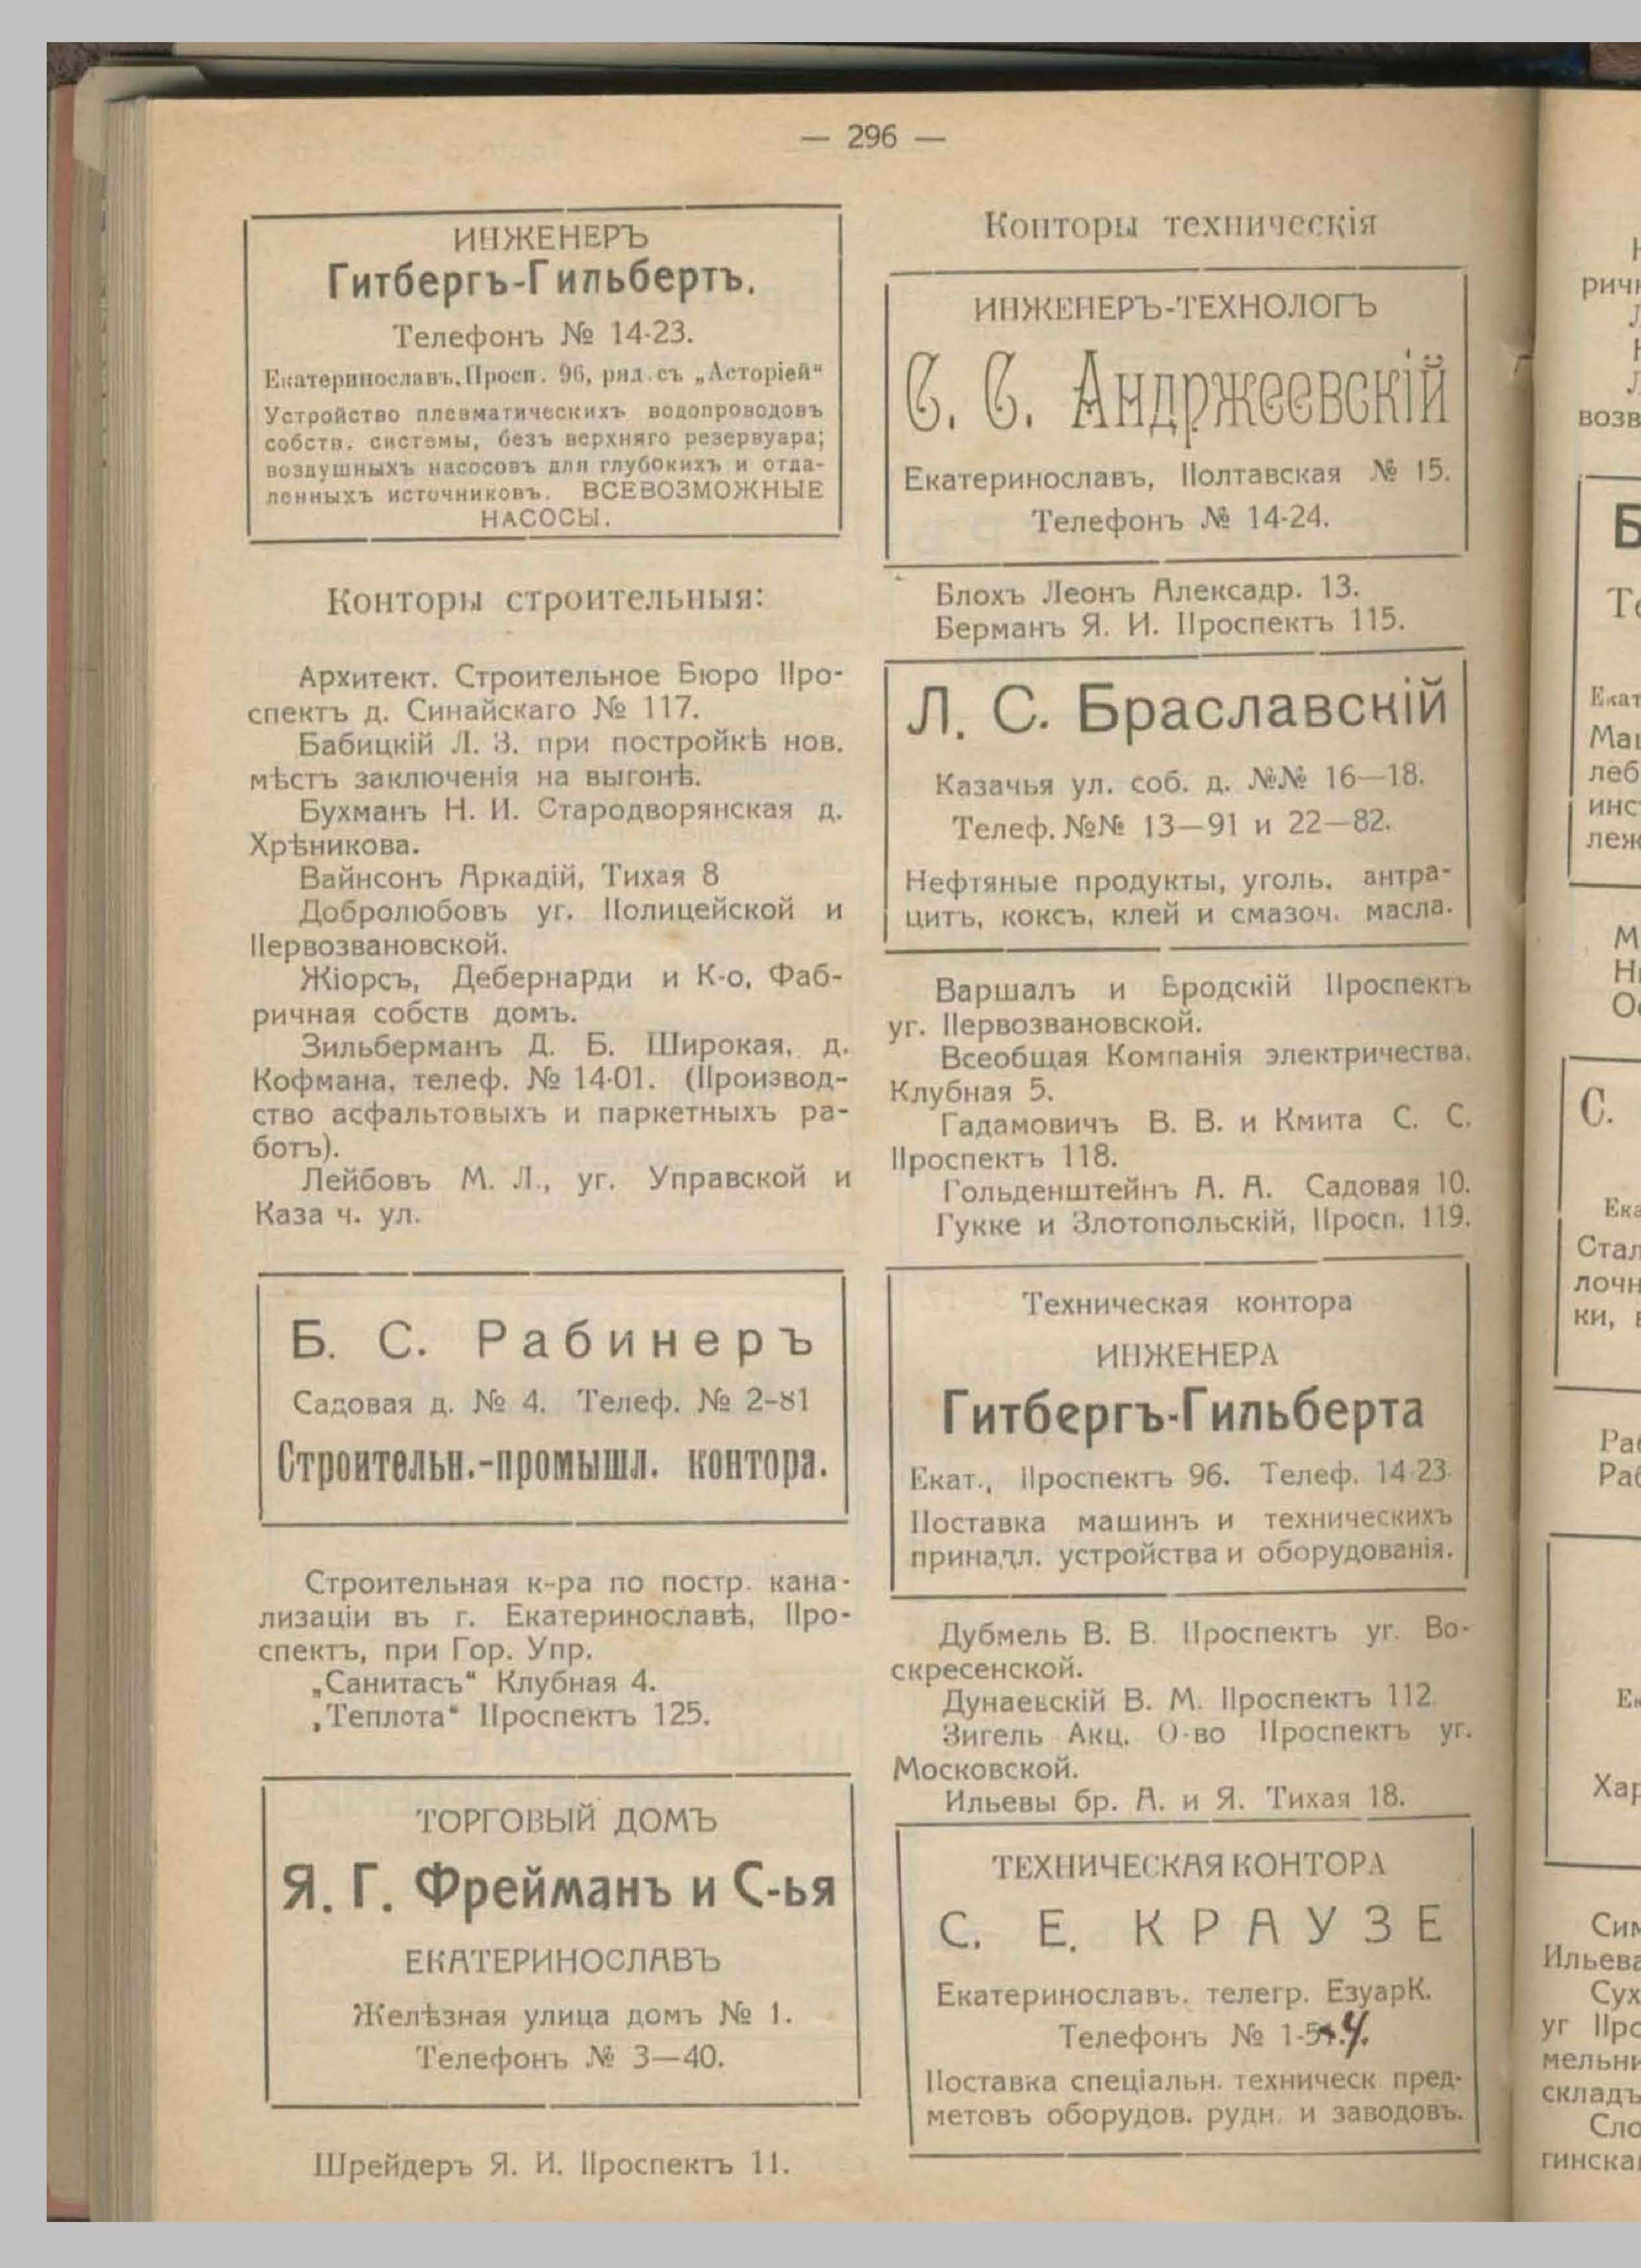 — 296 —
ИНЖЕНЕРЪ
Гитбергъ-Гильбертъ.
Телефонъ № 14-23.
Екатеринославъ, Просп. 96, ряд. съ „Асторіей“
Устройство плевматическихъ водопроводовъ
собств. системы, безъ верхняго резервуара;
воздушныхъ насосовъ для глубокихъ и отда-
ленныхъ источниковъ. ВСЕВОЗМОЖНЫЕ
НАСОСЫ.
Конторы строительныя:
Архитект. Строительное Бюро Про-
спектъ д. Синайскаго № 117.
Бабицкій Л. З. при постройкѣ нов.
мѣстъ заключенія на выгонѣ.
Бухманъ Н. И. Стародворянская д.
Хрѣникова.
Вайнсонъ Аркадій, Тихая 8
Добролюбовъ уг. Полицейской и
Первозвановской.
Жіорсъ, Дебернарди и К-о, Фаб-
ричная собств домъ.
Зильберманъ Д. Б. Широкая, д.
Кофмана, телеф. № 14-01. (Производ-
ство асфальтовыхъ и паркетныхъ ра-
ботъ).
Лейбовъ М. Л., уг. Управской и
Каза ч. ул.
Б. С. Рабинеръ
Садовая д. № 4. Телеф. № 2-81
Строительн.-промышл. контора.
Строительная к-ра по постр. кана-
лизаціи въ г. Екатеринославѣ, Про-
спектъ, при Гор. Упр.
„Санитасъ“ Клубная 4.
„Теплота“ Проспектъ 125.
ТОРГОВЫЙ ДОМЪ
Я. Г. Фрейманъ и С-ья
ЕКАТЕРИНОСЛАВЪ
Желѣзная улица домъ № 1.
Телефонъ № 3—40.
Шрейдеръ Я. И. Проспектъ 11.
Конторы техническія
ИНЖЕНЕРЪ-ТЕХНОЛОГЪ
С. С. Андржеевскій
Екатеринославъ, Полтавская № 15.
Телефонъ № 14-24.
Блохъ Леонъ Алексадр. 13.
Берманъ Я. И. Проспектъ 115.
Л. С. Браславскій
Казачья ул. соб. д. №№ 16—18.
Телеф. №№ 13—91 и 22—82.
Нефтяные продукты, уголь, антра-
цитъ, коксъ, клей и смазоч. масла.
Варшалъ и Бродскій Проспектъ
уг. Первозвановской.
Всеобщая Компанія электричества.
Клубная 5.
Гадамовичъ В. В. и Кмита С. С.
Проспектъ 118.
Гольденштейнъ А. А. Садовая 10.
Гукке и Злотопольскій, Просп. 119.
Техническая контора
ИНЖЕНЕРА
Гитбергъ-Гильберта
Екат., Проспектъ 96. Телеф. 14-23.
Поставка машинъ и техническихъ
принадл. устройства и оборудованія.
Дубмель В. В. Проспектъ уг. Во-
скресенской.
Дунаевскій В. М. Проспектъ 112.
Зигель Акц. О-во Проспектъ уг.
Московской.
Ильевы бр. А. и Я. Тихая 18.
ТЕХНИЧЕСКАЯ КОНТОРА
С. Е. КРАУЗЕ
Екатеринославъ. телегр. ЕзуарК.
Телефонъ № 1-54.
Поставка спеціальн. техническ пред-
метовъ оборудов. рудн. и заводовъ.